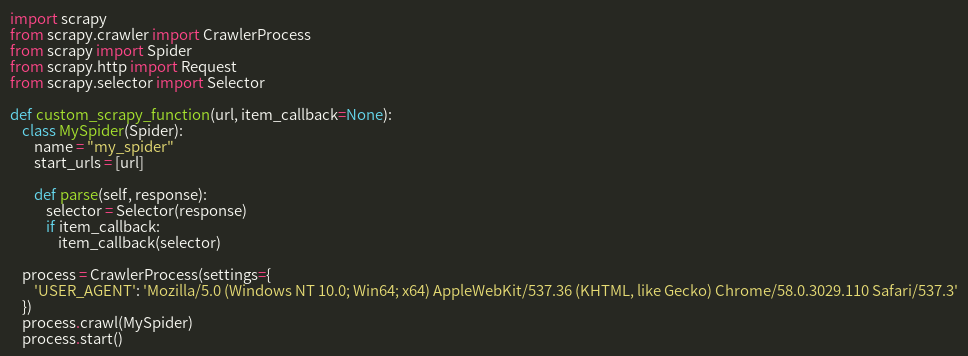 import scrapy
from scrapy.crawler import CrawlerProcess
from scrapy import Spider
from scrapy.http import Request
from scrapy.selector import Selector

def custom_scrapy_function(url, item_callback=None):
    class MySpider(Spider):
        name = "my_spider"
        start_urls = [url]

        def parse(self, response):
            selector = Selector(response)
            if item_callback:
                item_callback(selector)

    process = CrawlerProcess(settings={
        'USER_AGENT': 'Mozilla/5.0 (Windows NT 10.0; Win64; x64) AppleWebKit/537.36 (KHTML, like Gecko) Chrome/58.0.3029.110 Safari/537.3'
    })
    process.crawl(MySpider)
    process.start()